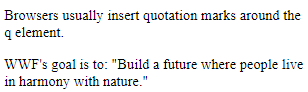 Browsers usually insert quotation marks around the
q element.
WWF's goal is to: "Build a future where people live
in harmony with nature."